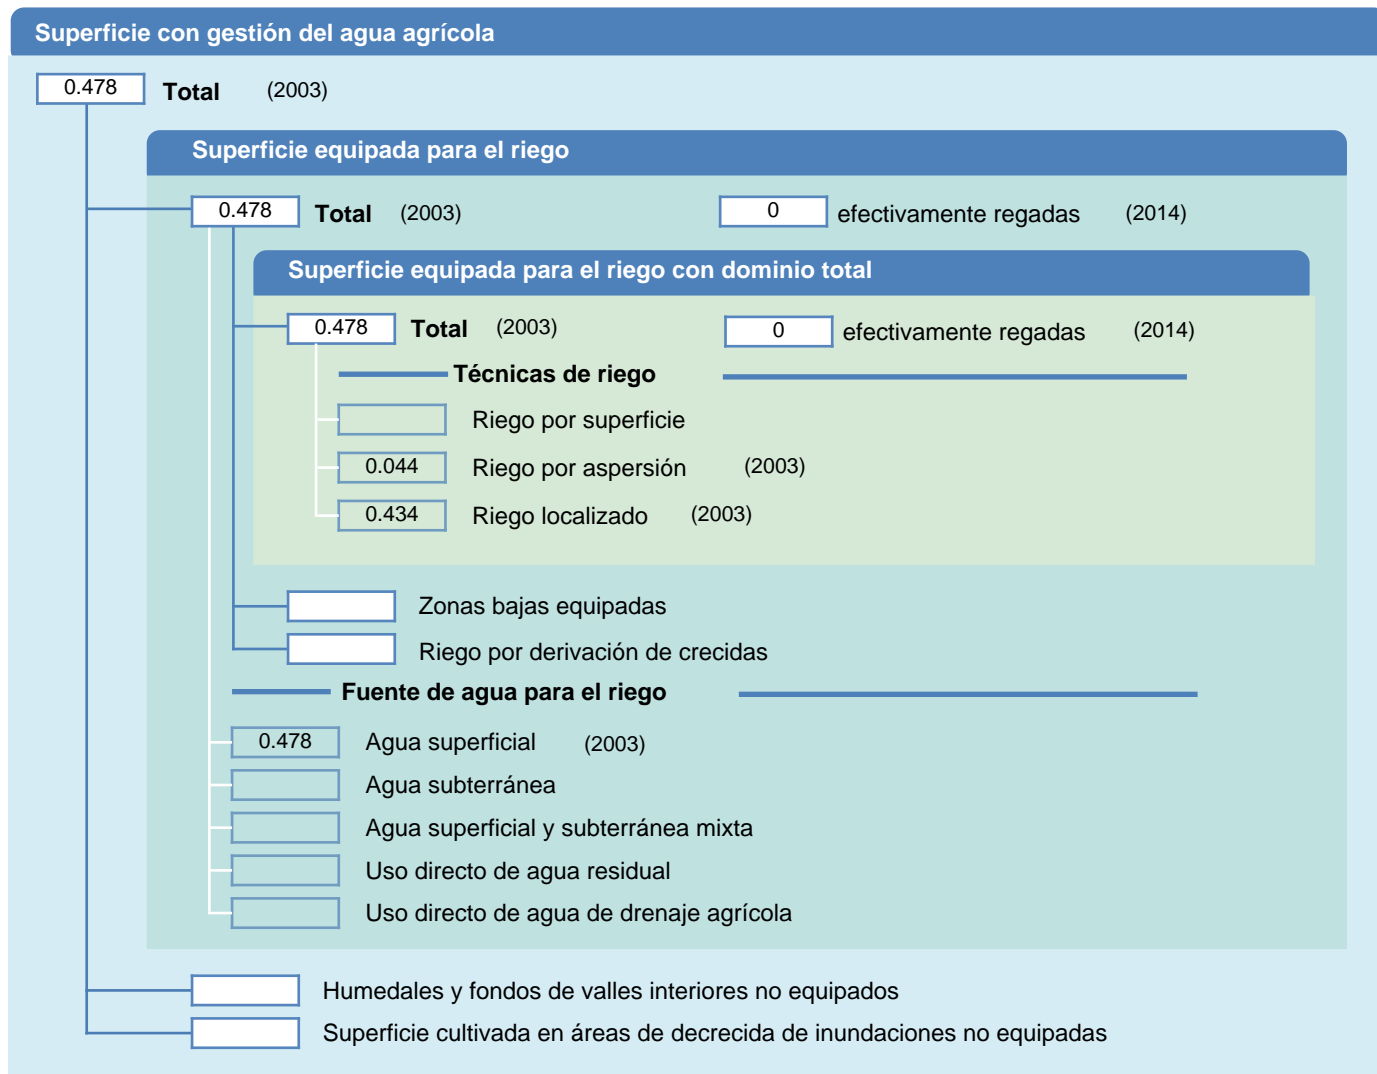 Superficie con gestión del agua agrícola
0.478 Total (2003)
Superficie equipada para el riego
0.478 Total (2003) 0 efectivamente regadas (2014)
Superficie equipada para el riego con dominio total
0.478 Total (2003) 0 efectivamente regadas (2014)
Técnicas de riego
Riego por superficie
0.044 Riego por aspersión (2003)
0.434 Riego localizado (2003)
Zonas bajas equipadas
Riego por derivación de crecidas
Fuente de agua para el riego
0.478 Agua superficial (2003)
Agua subterránea
Agua superficial y subterránea mixta
Uso directo de agua residual
Uso directo de agua de drenaje agrícola
Humedales y fondos de valles interiores no equipados
Superficie cultivada en áreas de decrecida de inundaciones no equipadas